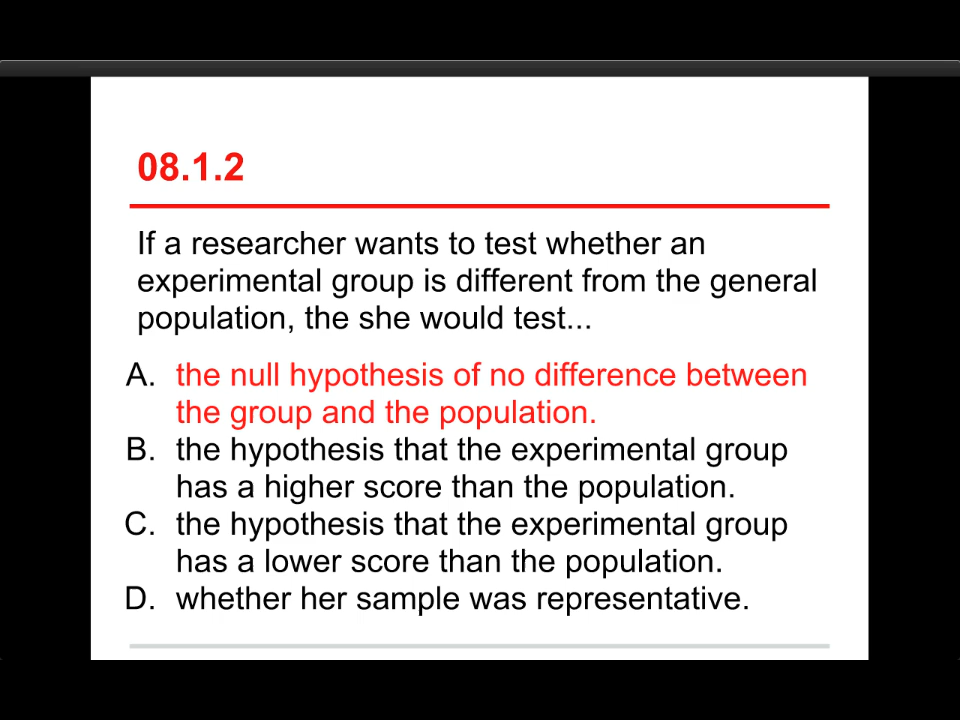 08.1.2
If a researcher wants to test whether an
experimental group is different from the general
population, the she would test...
A. the null hypothesis of no difference between
the group and the population.
B. the hypothesis that the experimental group
has a higher score than the population.
C. the hypothesis that the experimental group
has a lower score than the population.
D. whether her sample was representative.